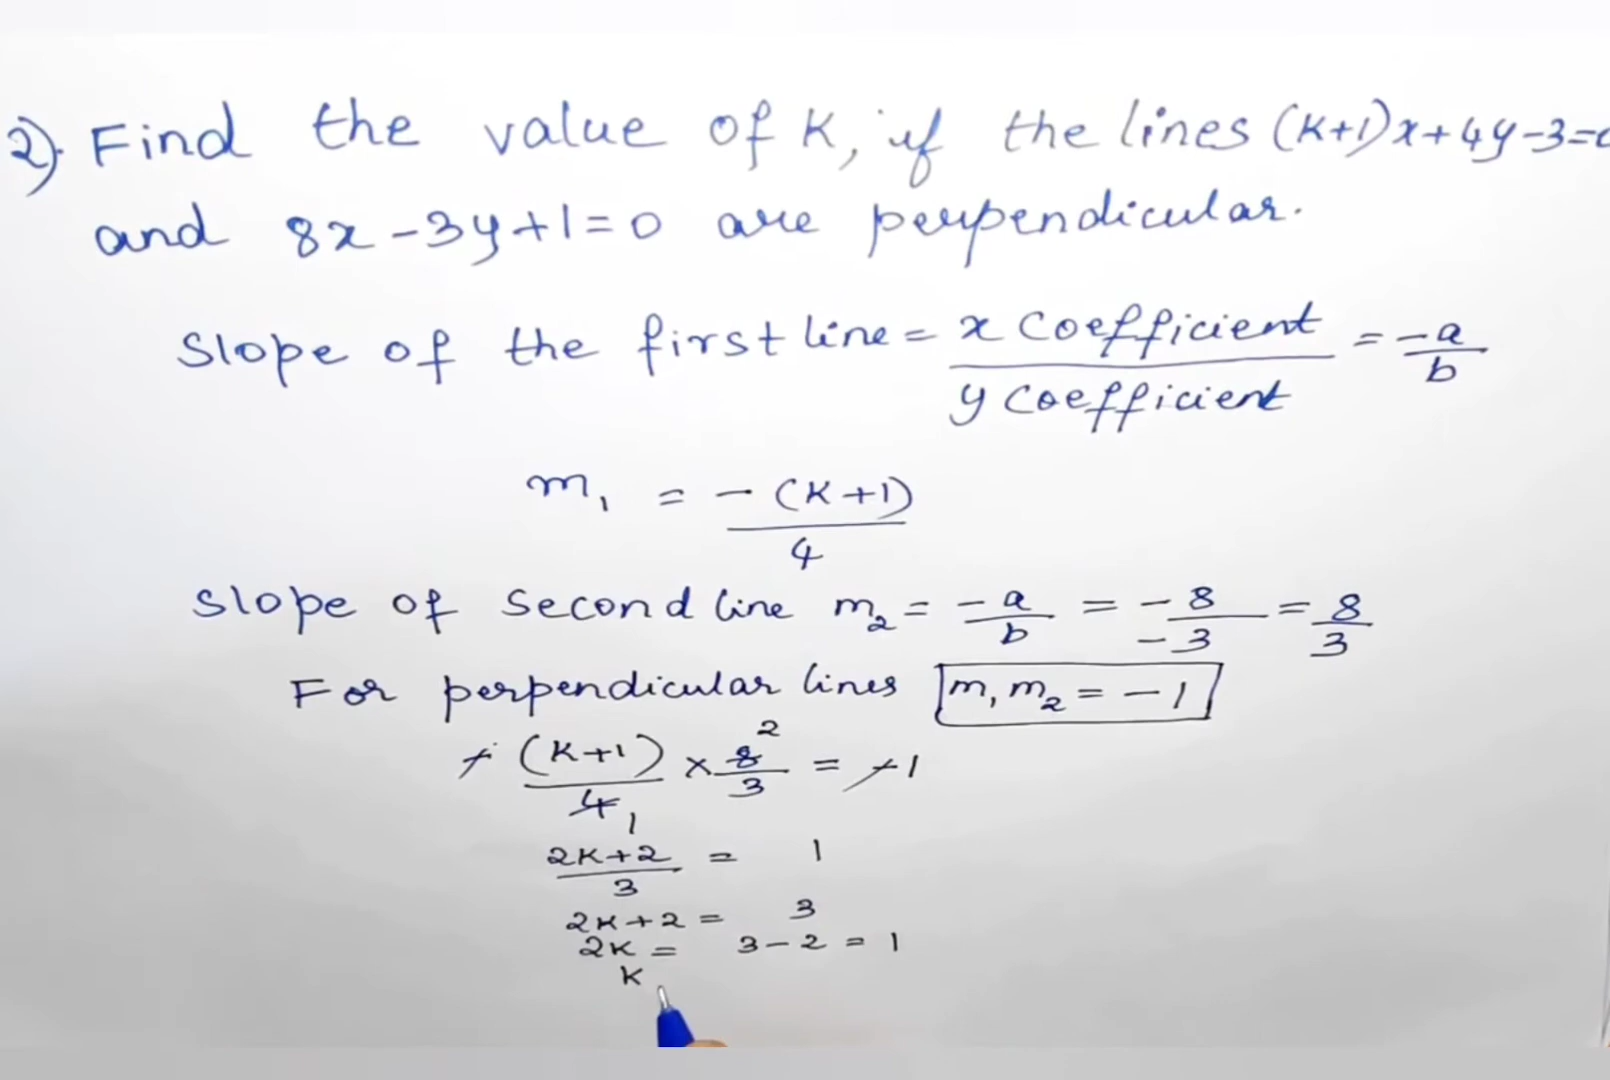 2) Find the value of K, if the lines (K+1)x+4y-3=0
and 8x-3y+1=0 are perpendicular.
Slope of the first line = x coefficient / y coefficient = -a/b
m₁ = -(K+1)/4
Slope of second line m₂ = -a/b = -8/-3 = 8/3
For perpendicular lines m₁m₂ = -1
-(K+1)/4 1 × 8 2/3 = -1
2K+2/3 = 1
2K+2 = 3
2K = 3-2 = 1
K